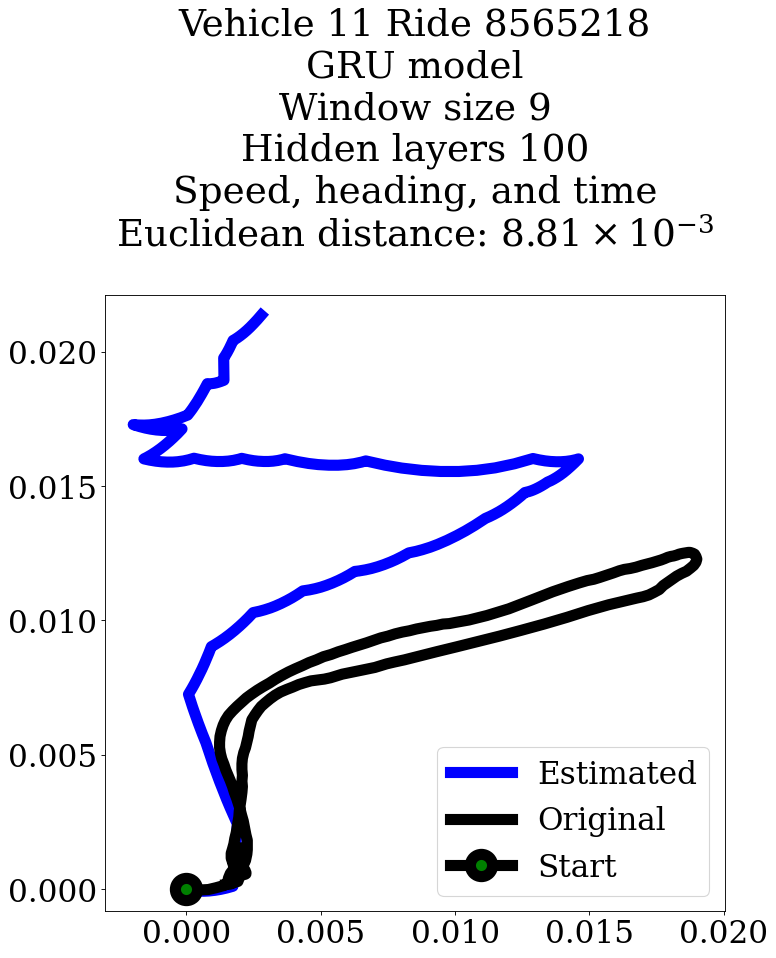 Vehicle 11 Ride 8565218
GRU model
Window size 9
Hidden layers 100
Speed, heading, and time
Euclidean distance: 8.81 × 10⁻³
0.020
0.015
0.010
0.005
0.000
Estimated
Original
Start
0.000 0.005 0.010 0.015 0.020